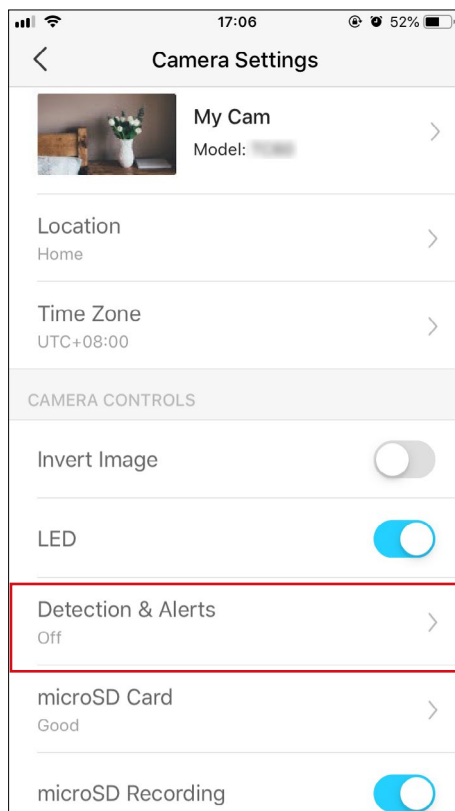 17:06
52%
Camera Settings
My Cam
Model:
Location
Home
Time Zone
UTC+08:00
CAMERA CONTROLS
Invert Image
LED
Detection & Alerts
Off
microSD Card
Good
microSD Recording